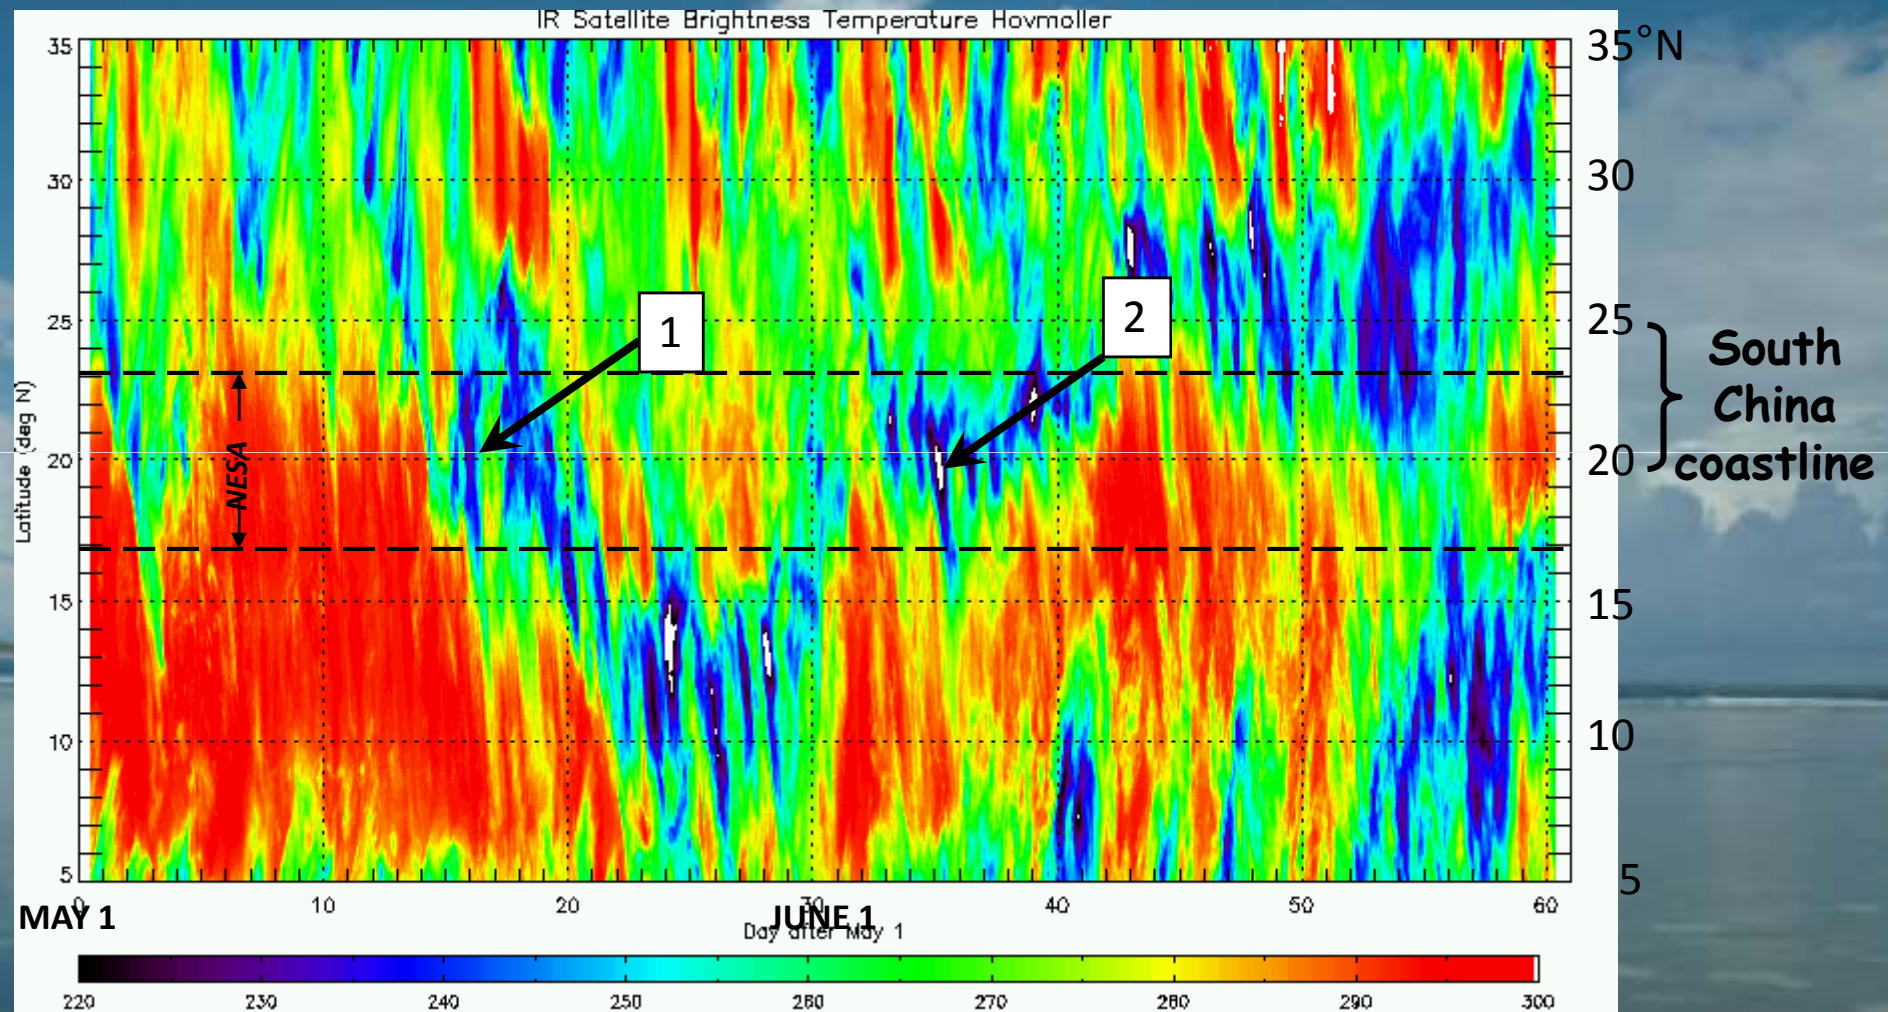 IR Satellite Brightness Temperature Hovmoller
35
30
25
20
15
10
5
Latitude (deg N)
NESA
1
2
35°N
30
25
20
15
10
5
South
China
coastline
0 10 20 30 40 50 60
MAY 1 JUNE 1
Day after May 1
220 230 240 250 260 270 280 290 300